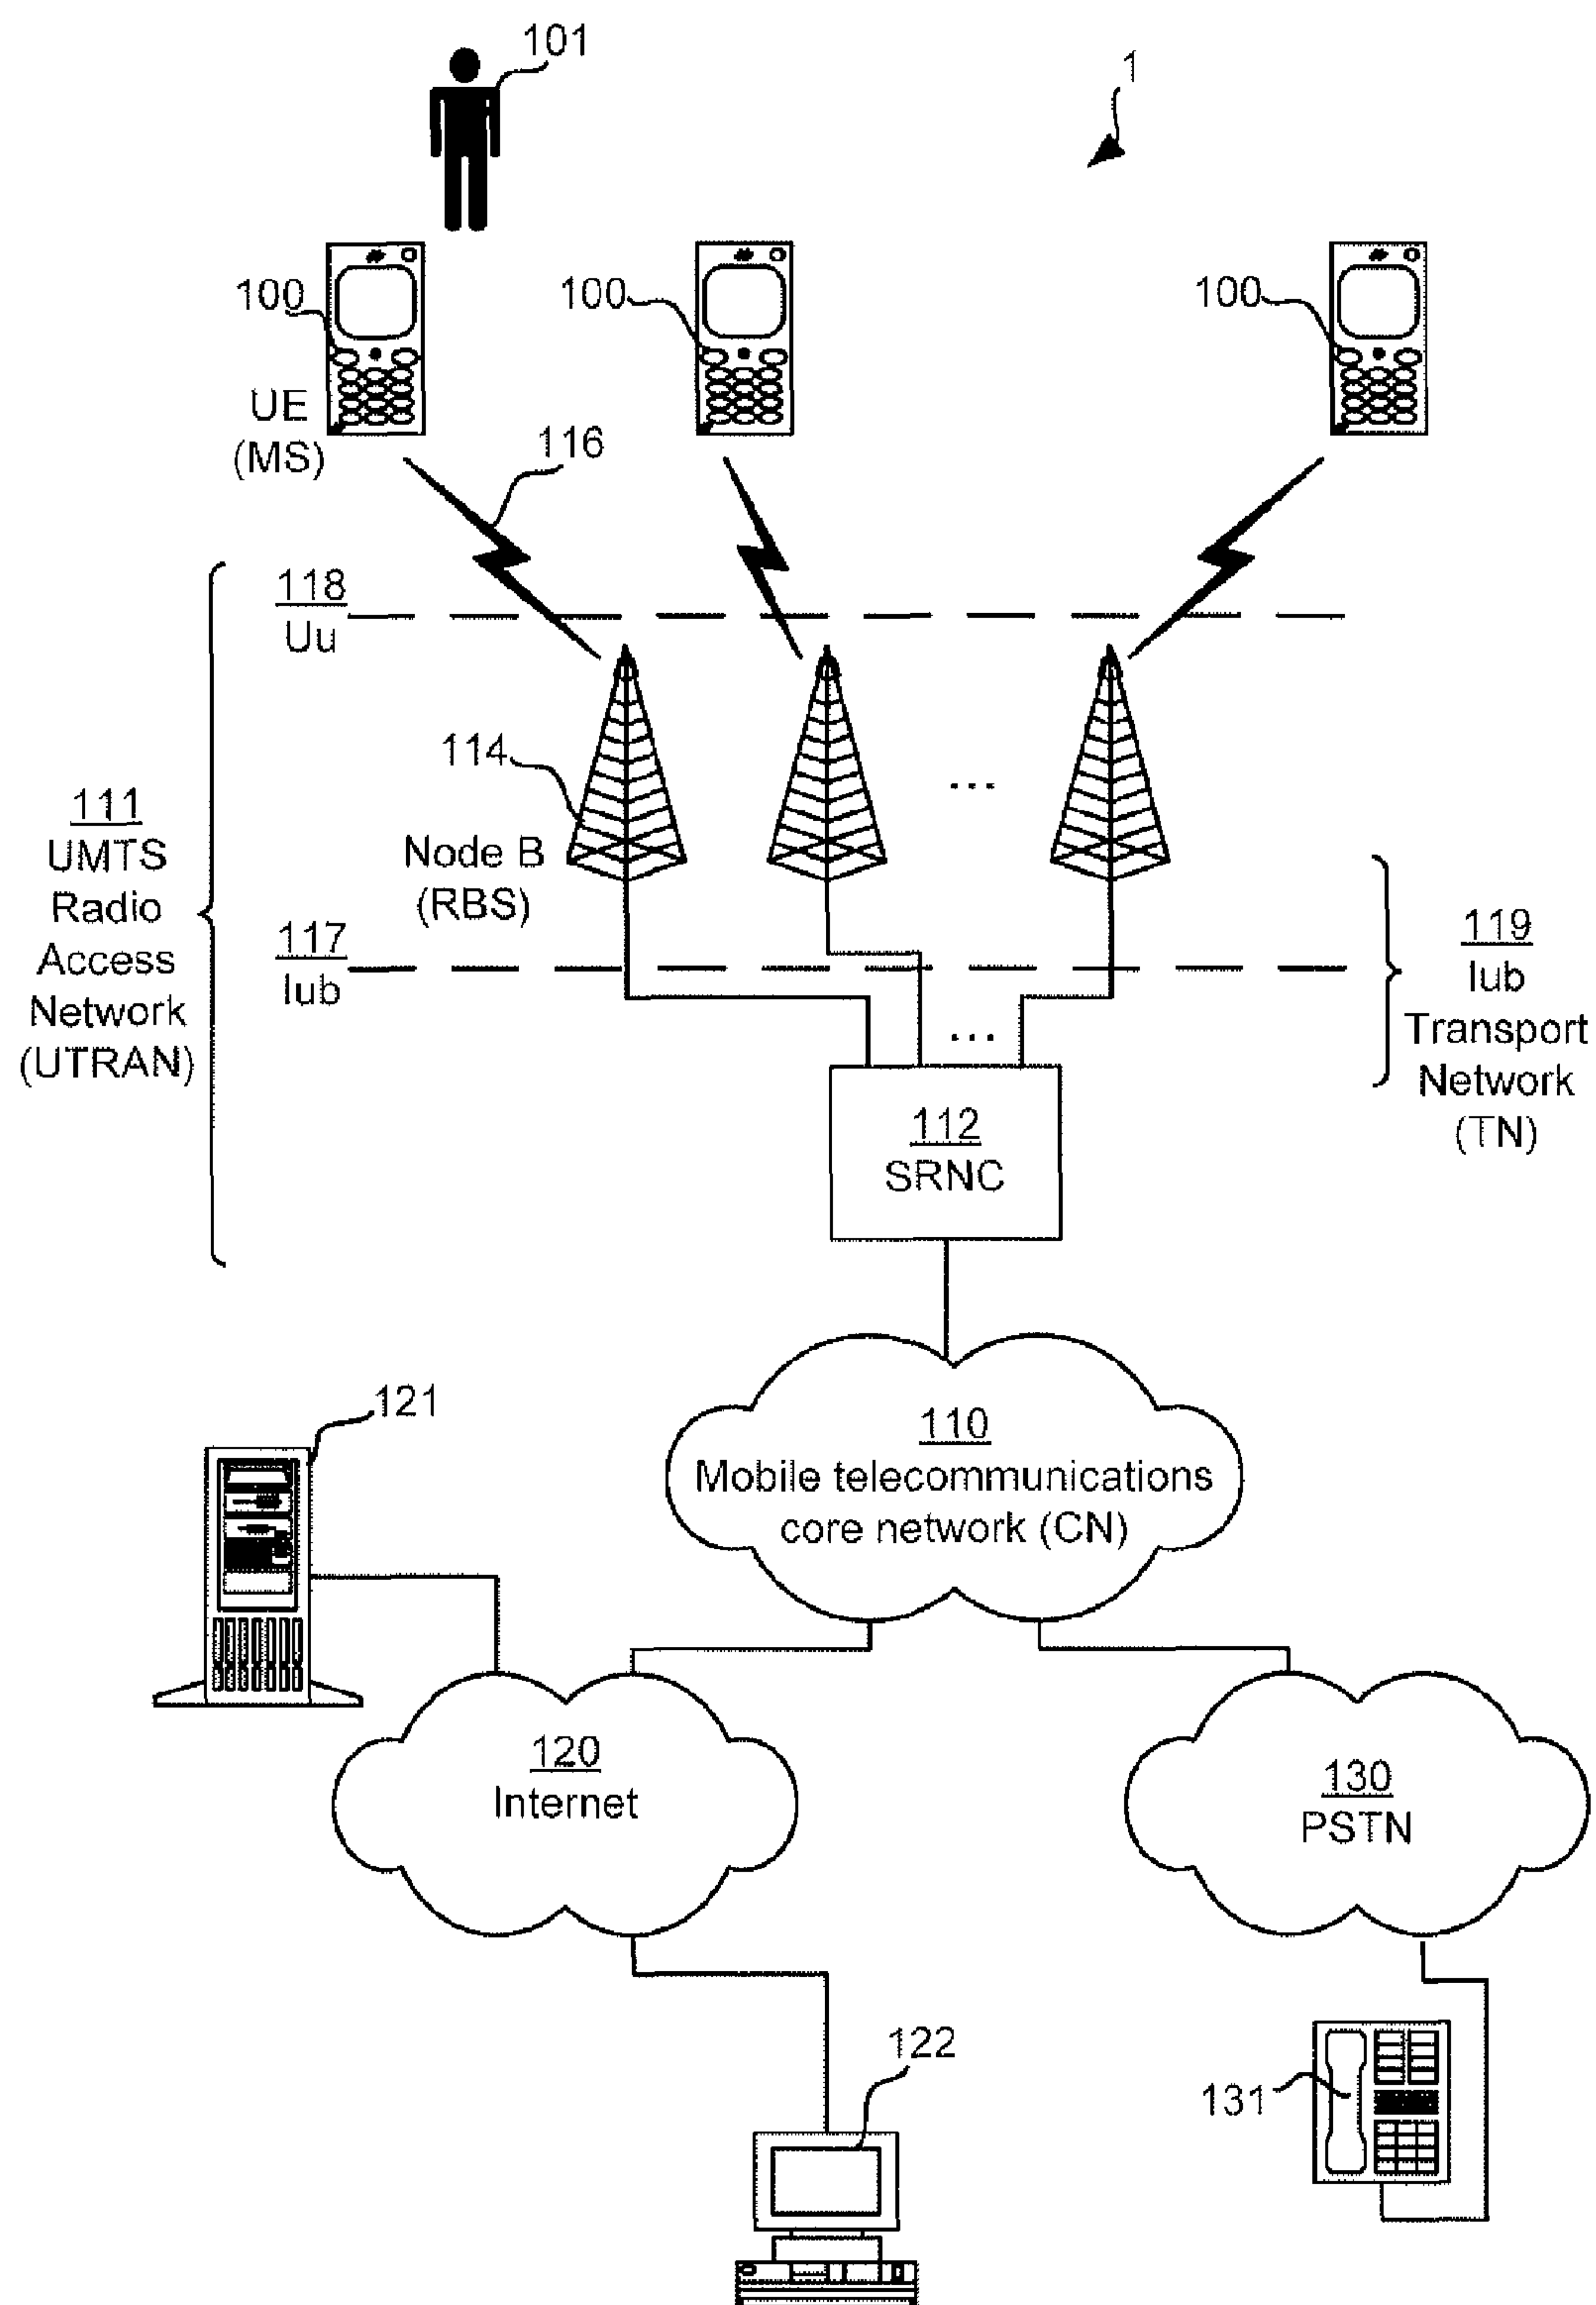 101
1
100
100
100
UE
(MS)
116
118
Uu
114
111
UMTS
Radio
Access
Network
(UTRAN)
Node B
(RBS)
...
117
Iub
119
Iub
Transport
Network
(TN)
...
112
SRNC
121
110
Mobile telecommunications
core network (CN)
120
Internet
130
PSTN
122
131